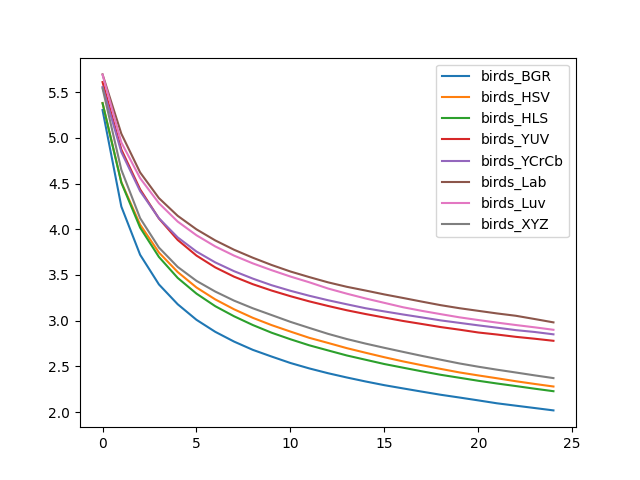 birds_BGR
birds_HSV
birds_HLS
birds_YUV
birds_YCrCb
birds_Lab
birds_Luv
birds_XYZ
5.5
5.0
4.5
4.0
3.5
3.0
2.5
2.0
0 5 10 15 20 25